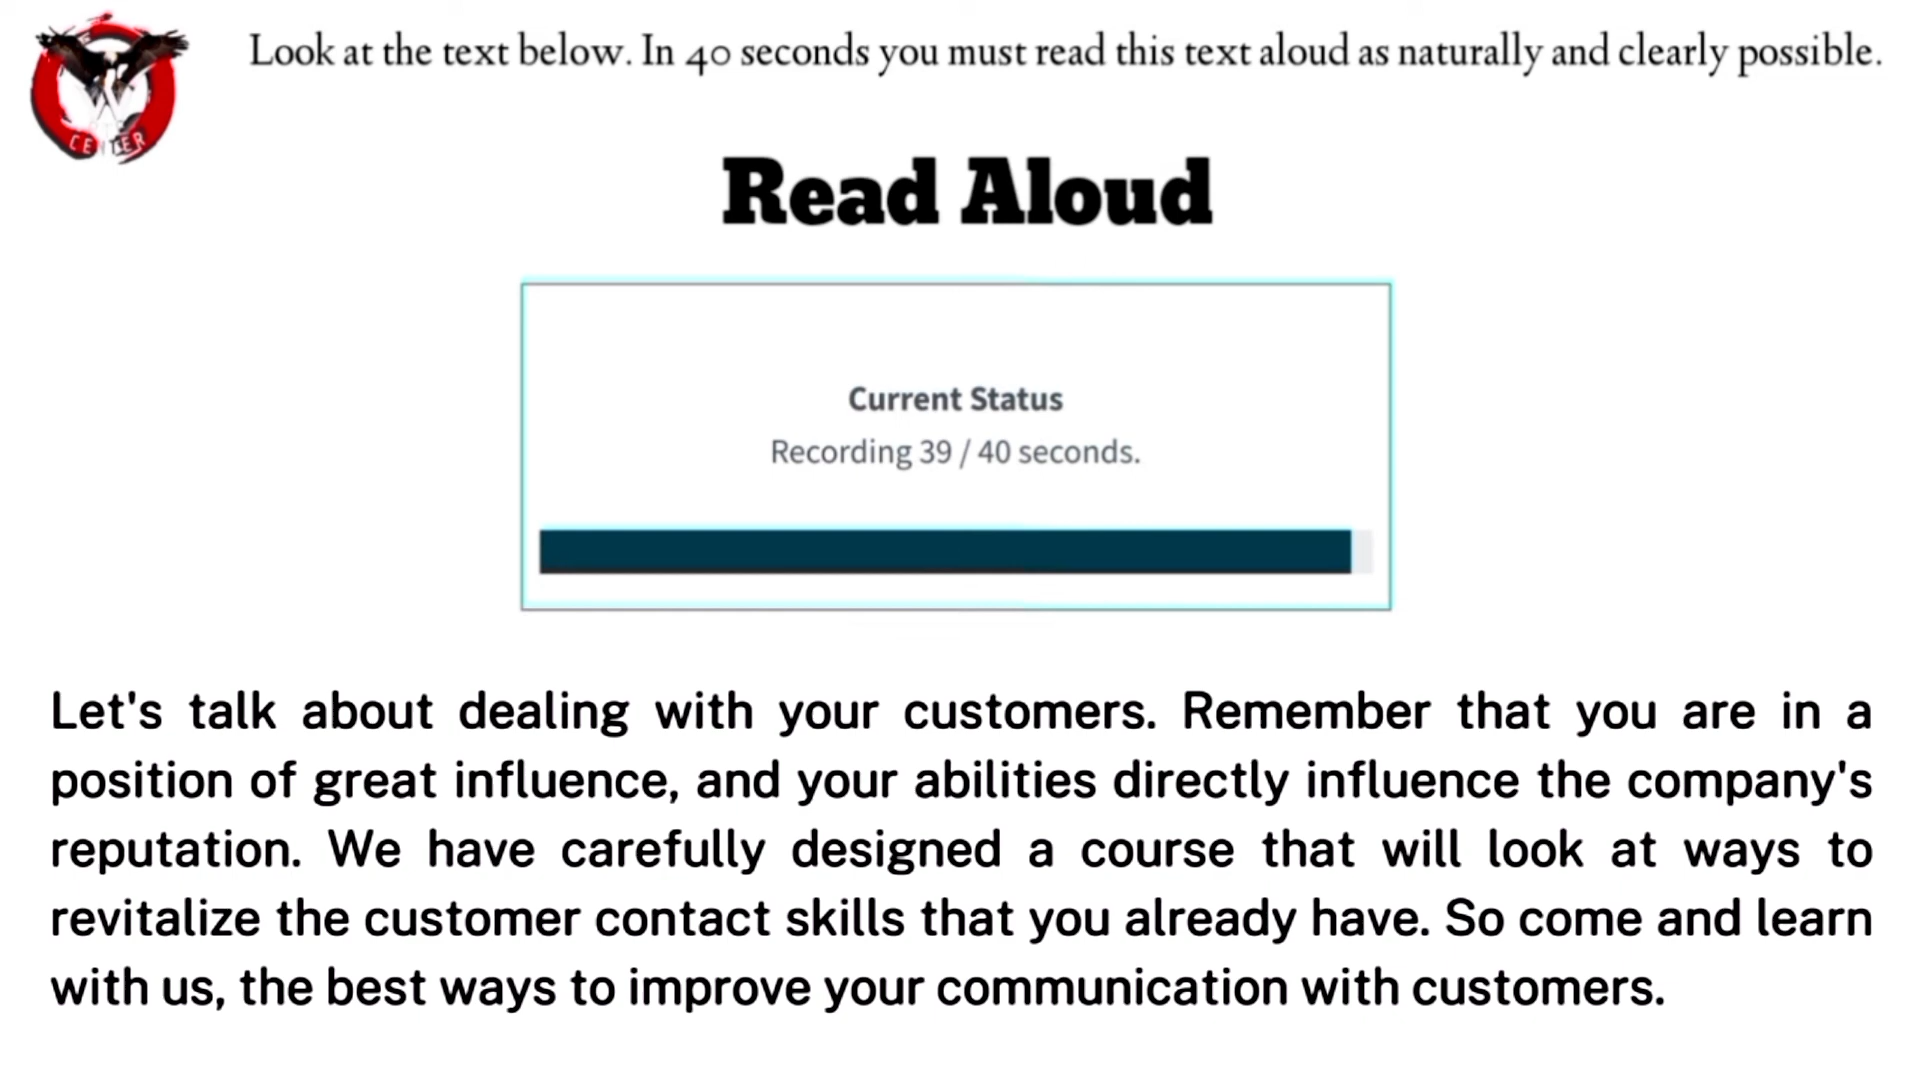 Look at the text below. In 40 seconds you must read this text aloud as naturally and clearly possible.
CENTER
Read Aloud
Current Status
Recording 39 / 40 seconds.
Let's talk about dealing with your customers. Remember that you are in a
position of great influence, and your abilities directly influence the company's
reputation. We have carefully designed a course that will look at ways to
revitalize the customer contact skills that you already have. So come and learn
with us, the best ways to improve your communication with customers.